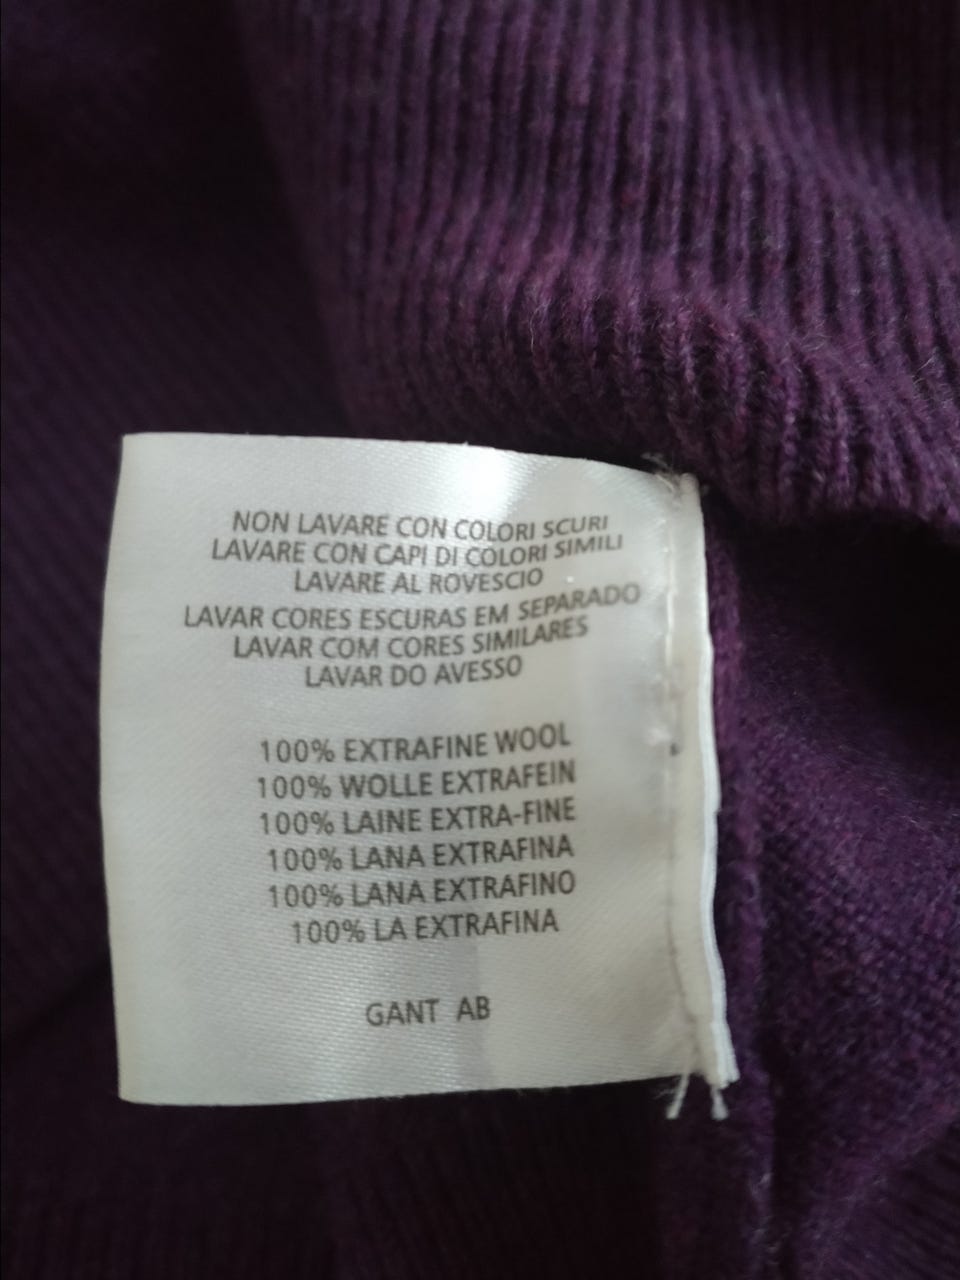 NON LAVARE CON COLORI SCURI
LAVARE CON CAPI DI COLORI SIMILI
LAVARE AL ROVESCIO
LAVAR CORES ESCURAS EM SEPARADO
LAVAR COM CORES SIMILARES
LAVAR DO AVESSO
100% EXTRAFINE WOOL
100% WOLLE EXTRAFEIN
100% LAINE EXTRA-FINE
100% LANA EXTRAFINA
100% LANA EXTRAFINO
100% LA EXTRAFINA
GANT AB